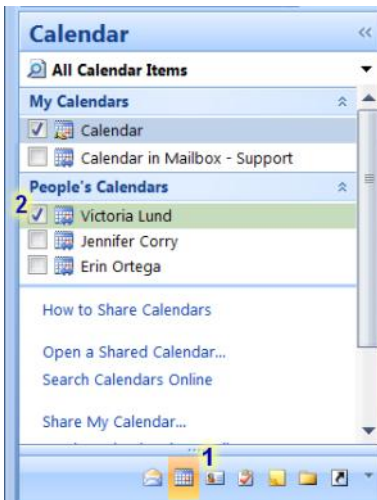 Calendar
All Calendar Items
My Calendars
Calendar
Calendar in Mailbox - Support
People's Calendars
2
Victoria Lund
Jennifer Corry
Erin Ortega
How to Share Calendars
Open a Shared Calendar...
Search Calendars Online
Share My Calendar...
1